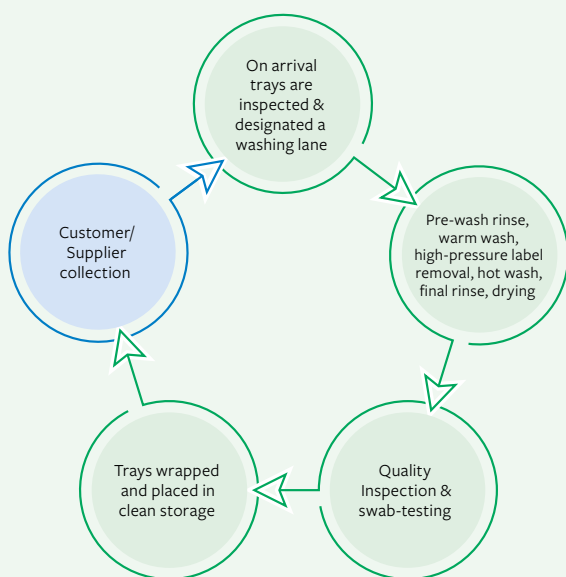 On arrival
trays are
inspected &
designated a
washing lane
Pre-wash rinse,
warm wash,
high-pressure label
removal, hot wash,
final rinse, drying
Quality
Inspection &
swab-testing
Trays wrapped
and placed in
clean storage
Customer/
Supplier
collection